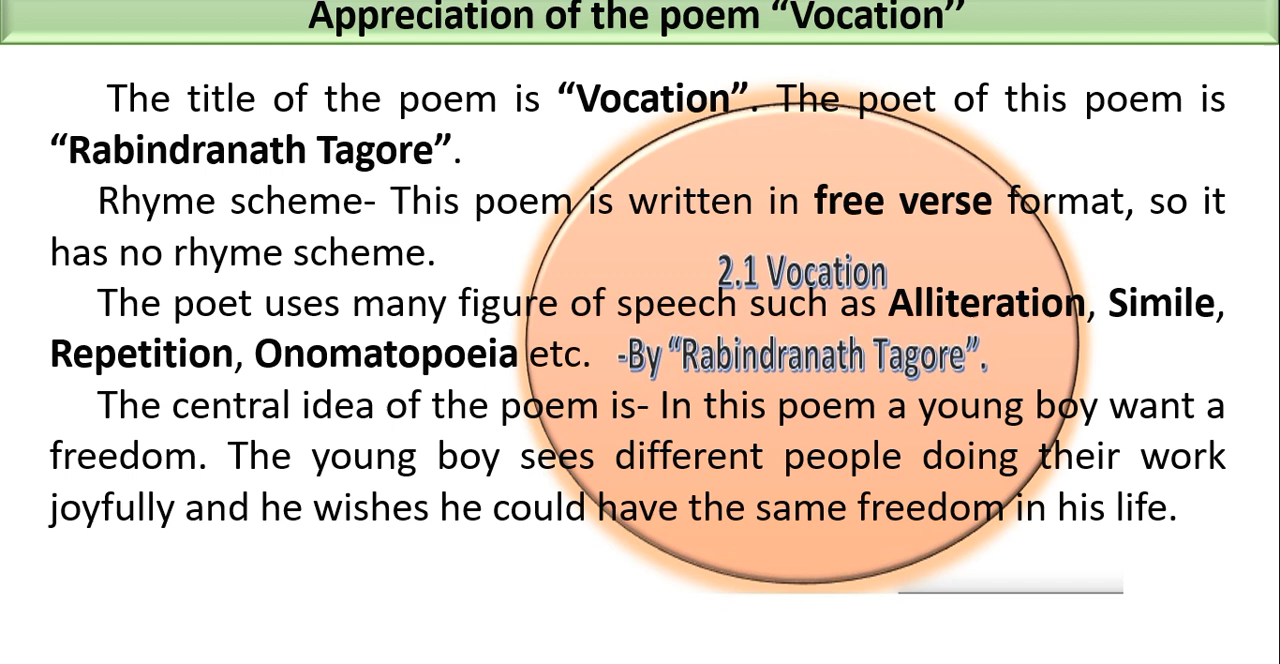 Appreciation of the poem “Vocation”
The title of the poem is “Vocation”. The poet of this poem is
“Rabindranath Tagore”.
Rhyme scheme- This poem is written in free verse format, so it
has no rhyme scheme.
2.1 Vocation
The poet uses many figure of speech such as Alliteration, Simile,
Repetition, Onomatopoeia etc.
-By “Rabindranath Tagore”.
The central idea of the poem is- In this poem a young boy want a
freedom. The young boy sees different people doing their work
joyfully and he wishes he could have the same freedom in his life.